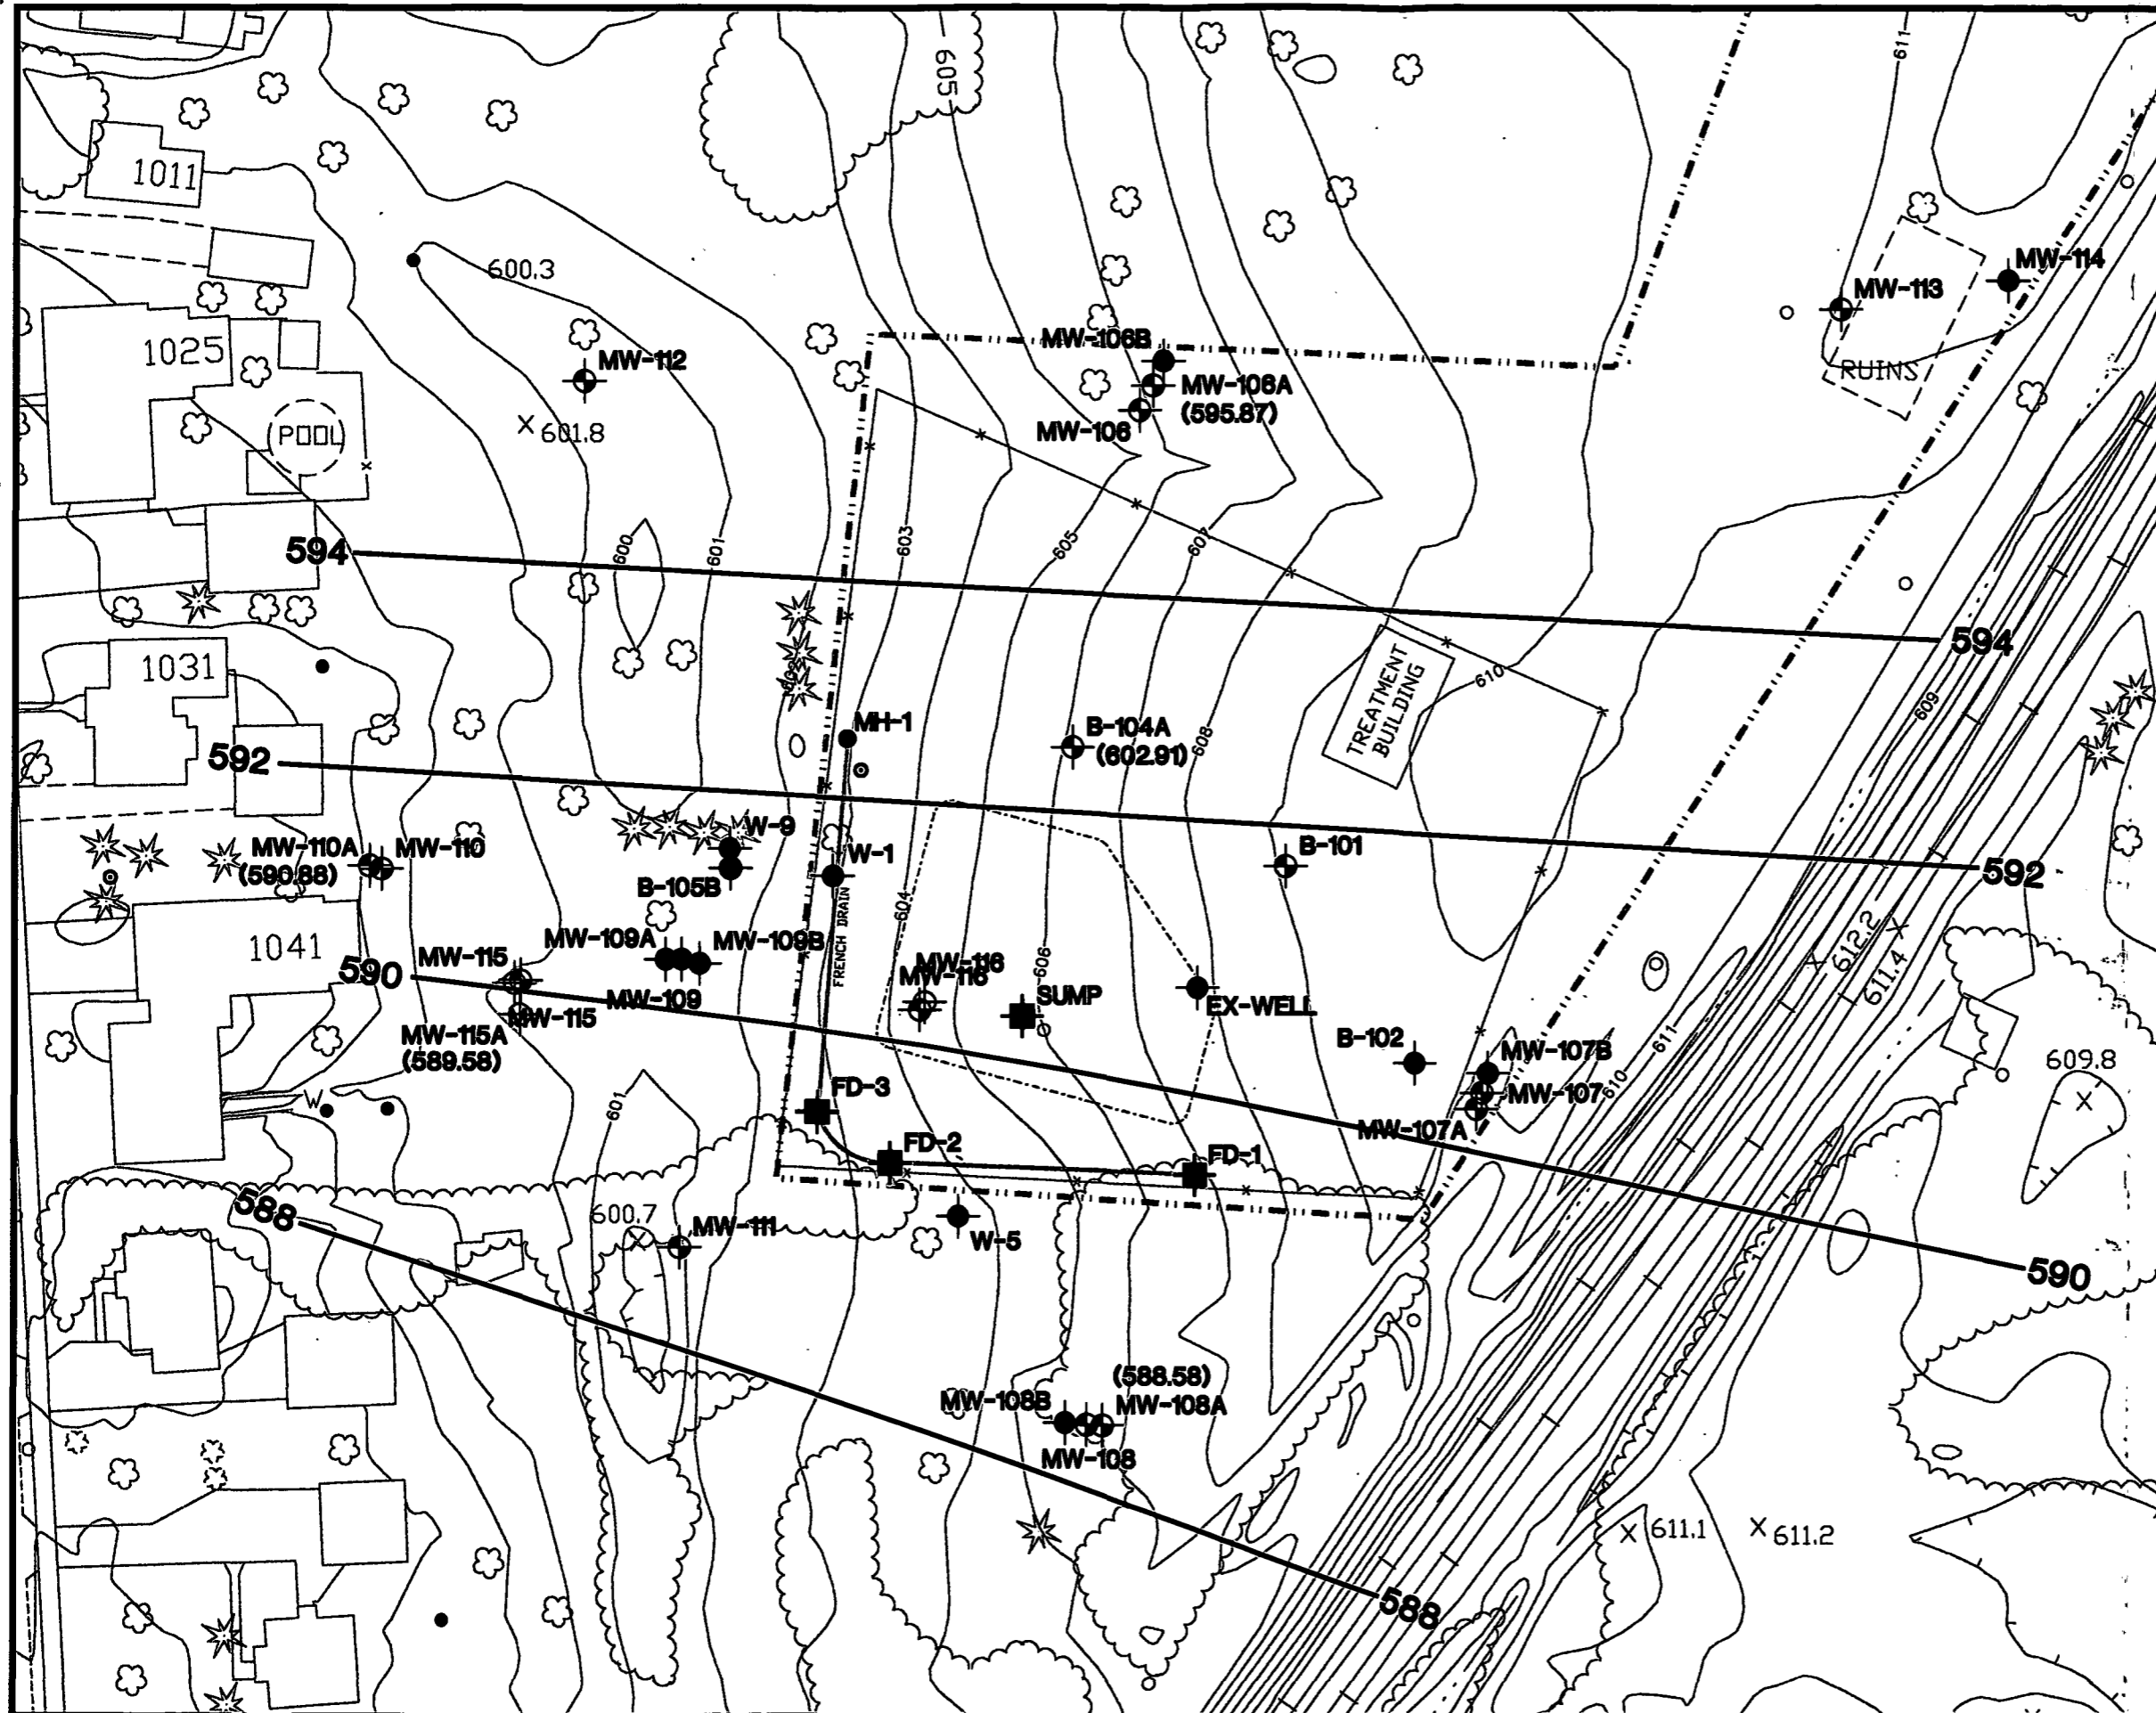 605
611
1011
600.3
MW-114
MW-113
1025
MW-112
MW-106B
MW-106A
(595.87)
RUINS
POOL
601.8
MW-106
594
600
601
603
605
607
594
1031
610
TREATMENT
BUILDING
609
602
MH-1
B-104A
(602.91)
608
592
W-9
MW-110A
MW-110
(590.88)
W-1
B-101
592
B-105B
FRENCH DRAIN
604
1041
MW-109A
MW-109B
MW-115
612.2
590
MW-116
MW-116
606
611.4
MW-109
SUMP
EX-WELL
MW-115
MW-115A
(589.58)
B-102
611
MW-107B
609.8
W
FD-3
601
MW-107
610
MW-107A
FD-2
FD-1
588
600.7
MW-111
W-5
590
(588.58)
MW-108B
MW-108A
MW-108
611.1
611.2
588